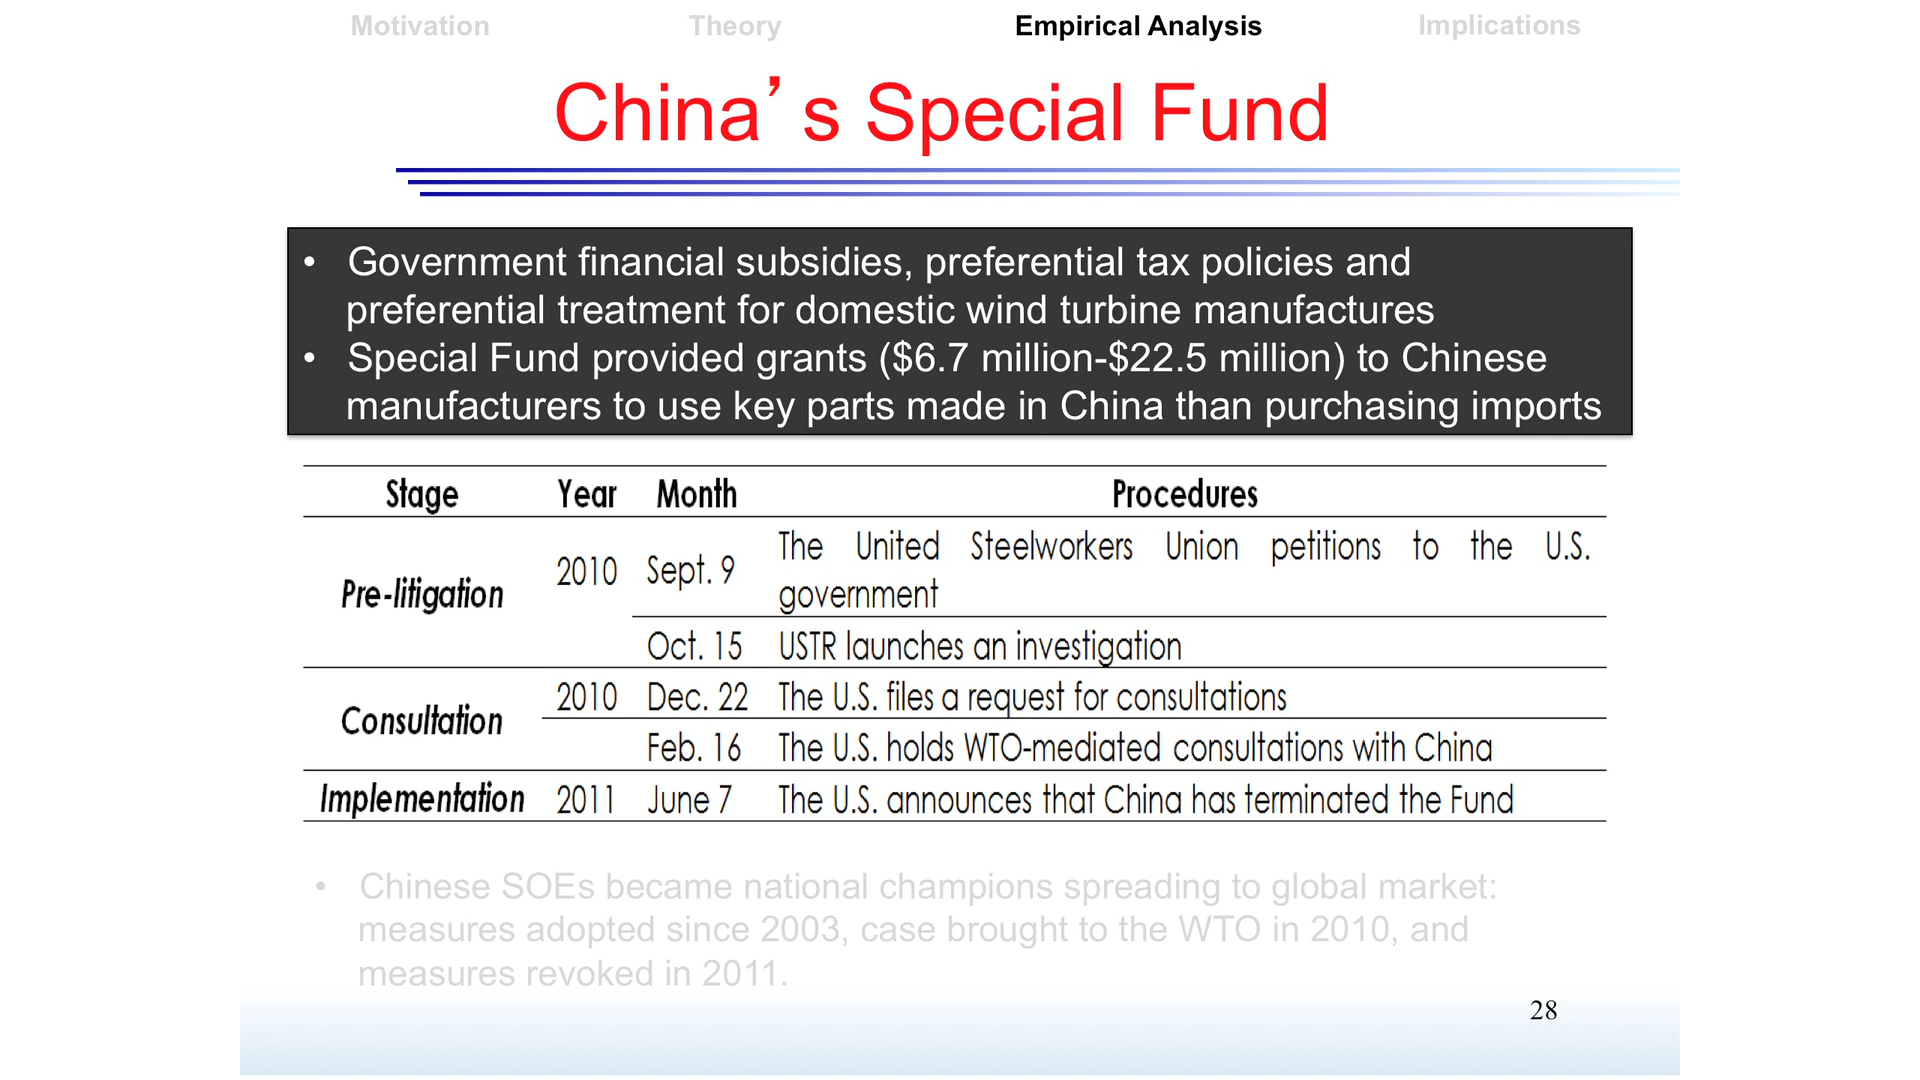 Motivation Theory Empirical Analysis Implications
China’s Special Fund
• Government financial subsidies, preferential tax policies and
preferential treatment for domestic wind turbine manufactures
• Special Fund provided grants ($6.7 million-$22.5 million) to Chinese
manufacturers to use key parts made in China than purchasing imports
Stage Year Month Procedures
Pre-litigation 2010 Sept. 9 The United Steelworkers Union petitions to the U.S.
government
Oct. 15 USTR launches an investigation
Consultation 2010 Dec. 22 The U.S. files a request for consultations
Feb. 16 The U.S. holds WTO-mediated consultations with China
Implementation 2011 June 7 The U.S. announces that China has terminated the Fund
• Chinese SOEs became national champions spreading to global market:
measures adopted since 2003, case brought to the WTO in 2010, and
measures revoked in 2011.
28